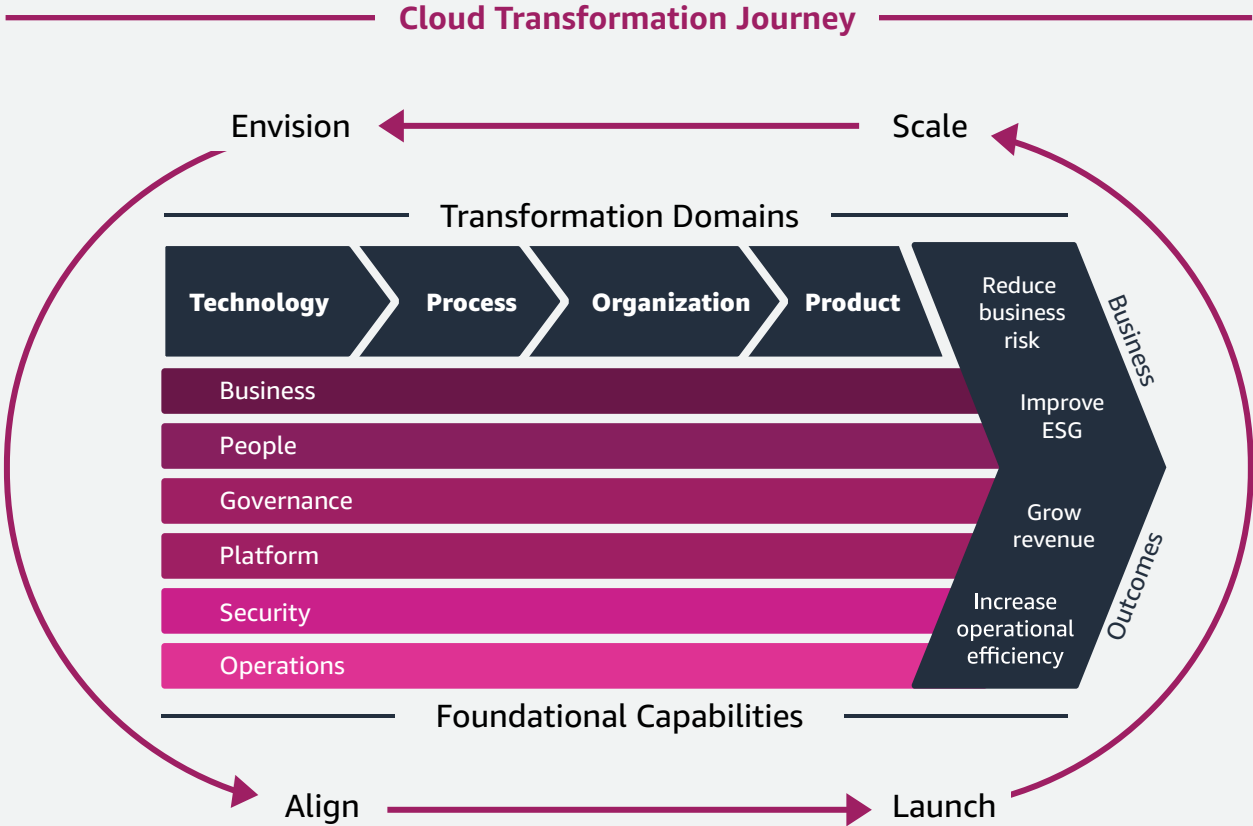 Cloud Transformation Journey
Envision
Scale
Transformation Domains
Technology
Process
Organization
Product
Reduce
business
risk
Improve
ESG
Grow
revenue
Increase
operational
efficiency
Business
Outcomes
Business
People
Governance
Platform
Security
Operations
Foundational Capabilities
Align
Launch